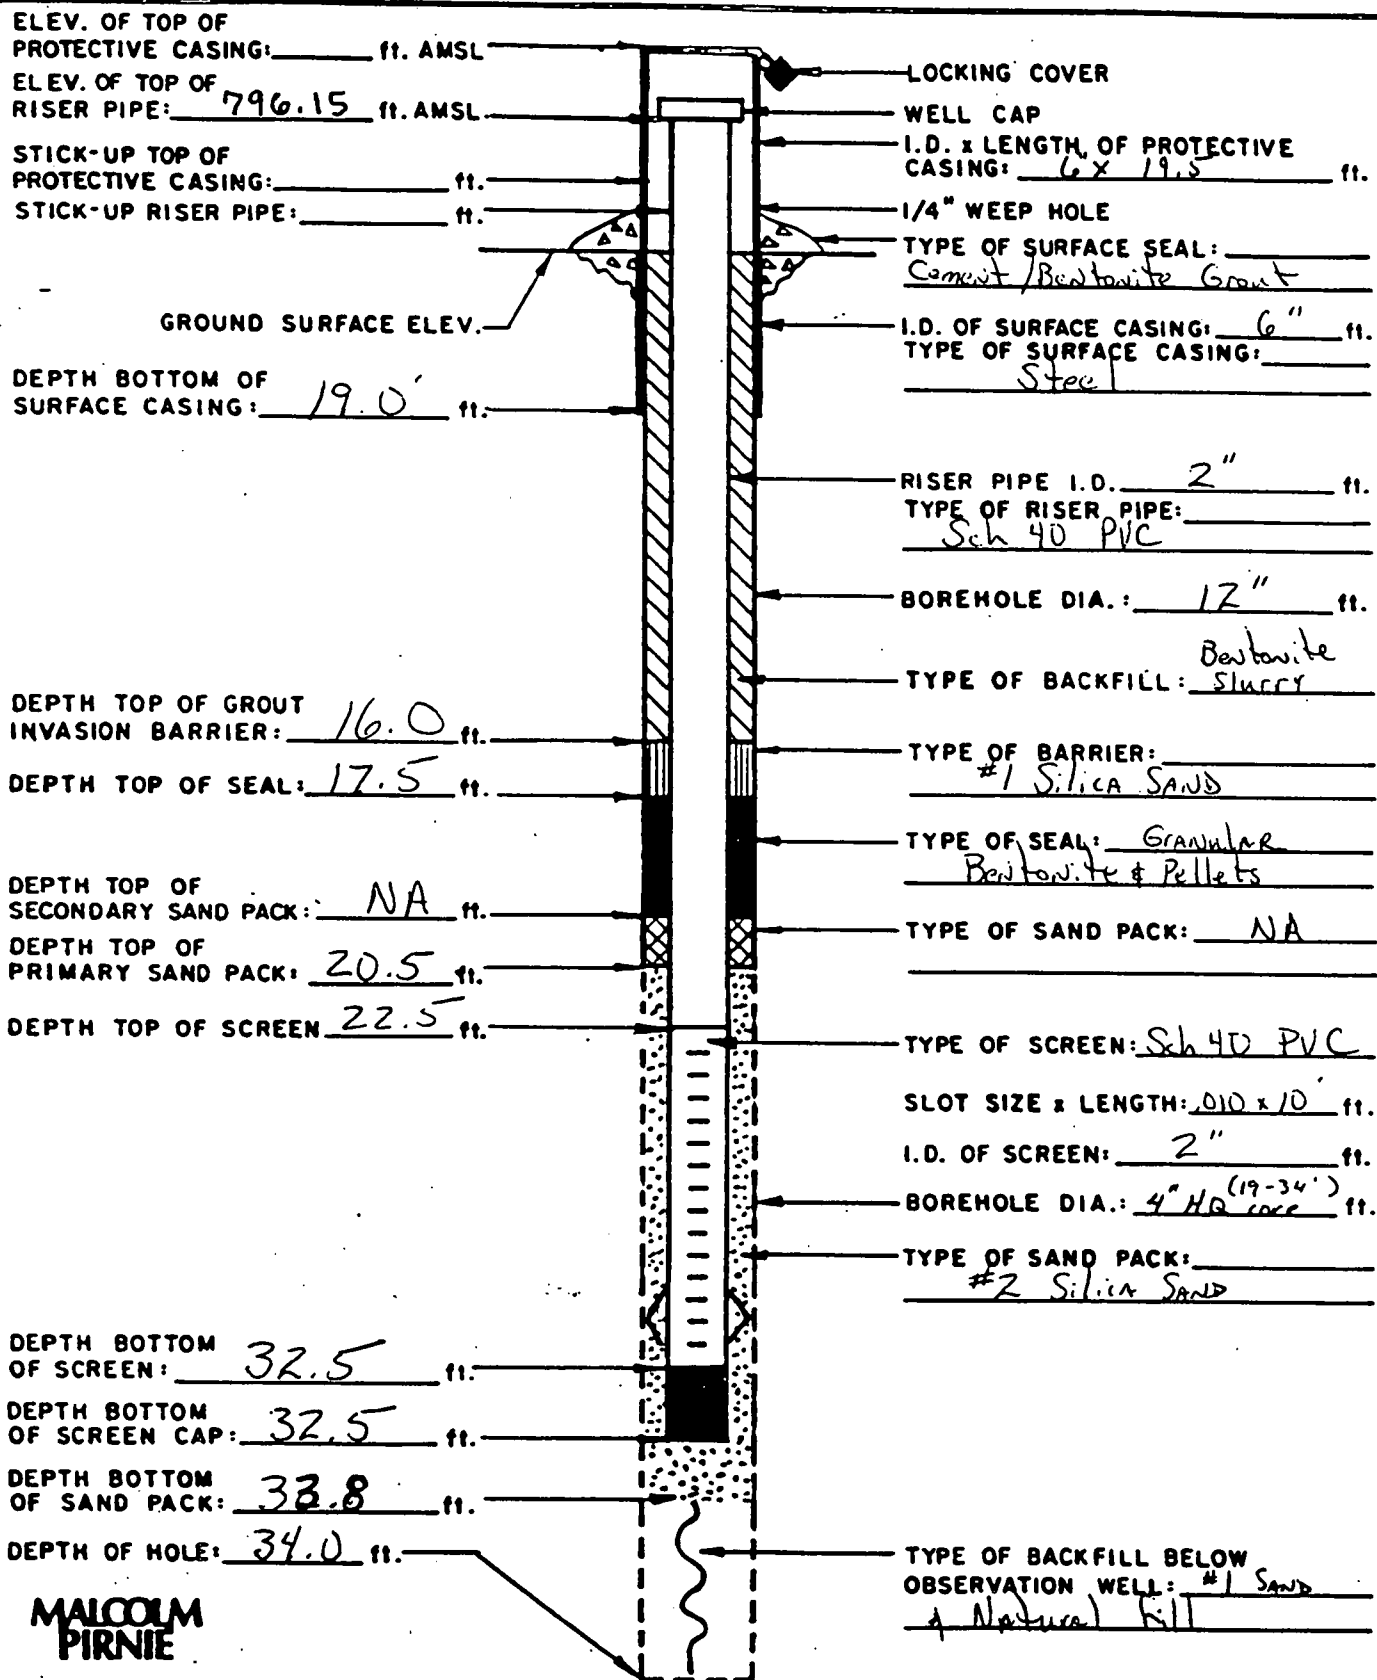 ELEV. OF TOP OF
PROTECTIVE CASING: ft. AMSL
ELEV. OF TOP OF
RISER PIPE: 796.15 ft. AMSL
STICK-UP TOP OF
PROTECTIVE CASING: ft.
STICK-UP RISER PIPE: ft.
GROUND SURFACE ELEV.
DEPTH BOTTOM OF
SURFACE CASING: 19.0' ft.
DEPTH TOP OF GROUT
INVASION BARRIER: 16.0 ft.
DEPTH TOP OF SEAL: 17.5 ft.
DEPTH TOP OF
SECONDARY SAND PACK: NA ft.
DEPTH TOP OF
PRIMARY SAND PACK: 20.5 ft.
DEPTH TOP OF SCREEN 22.5 ft.
DEPTH BOTTOM
OF SCREEN: 32.5 ft.
DEPTH BOTTOM
OF SCREEN CAP: 32.5 ft.
DEPTH BOTTOM
OF SAND PACK: 33.8 ft.
DEPTH OF HOLE: 34.0 ft.
MALCOLM
PIRNIE
LOCKING COVER
WELL CAP
I.D. x LENGTH OF PROTECTIVE
CASING: 6" x 19.5 ft.
1/4" WEEP HOLE
TYPE OF SURFACE SEAL:
Cement/Bentonite Grout
I.D. OF SURFACE CASING: 6" ft.
TYPE OF SURFACE CASING:
Steel
RISER PIPE I.D. 2" ft.
TYPE OF RISER PIPE:
Sch 40 PVC
BOREHOLE DIA.: 12" ft.
Bentonite
TYPE OF BACKFILL: Slurry
TYPE OF BARRIER:
#1 Silica SAND
TYPE OF SEAL: Granular
Bentonite & Pellets
TYPE OF SAND PACK: NA
TYPE OF SCREEN: Sch 40 PVC
SLOT SIZE x LENGTH: .010 x 10' ft.
I.D. OF SCREEN: 2" ft.
BOREHOLE DIA.: 4" HQ core (19-34') ft.
TYPE OF SAND PACK:
#2 Silica SAND
TYPE OF BACKFILL BELOW
OBSERVATION WELL: #1 SAND
& Natural fill